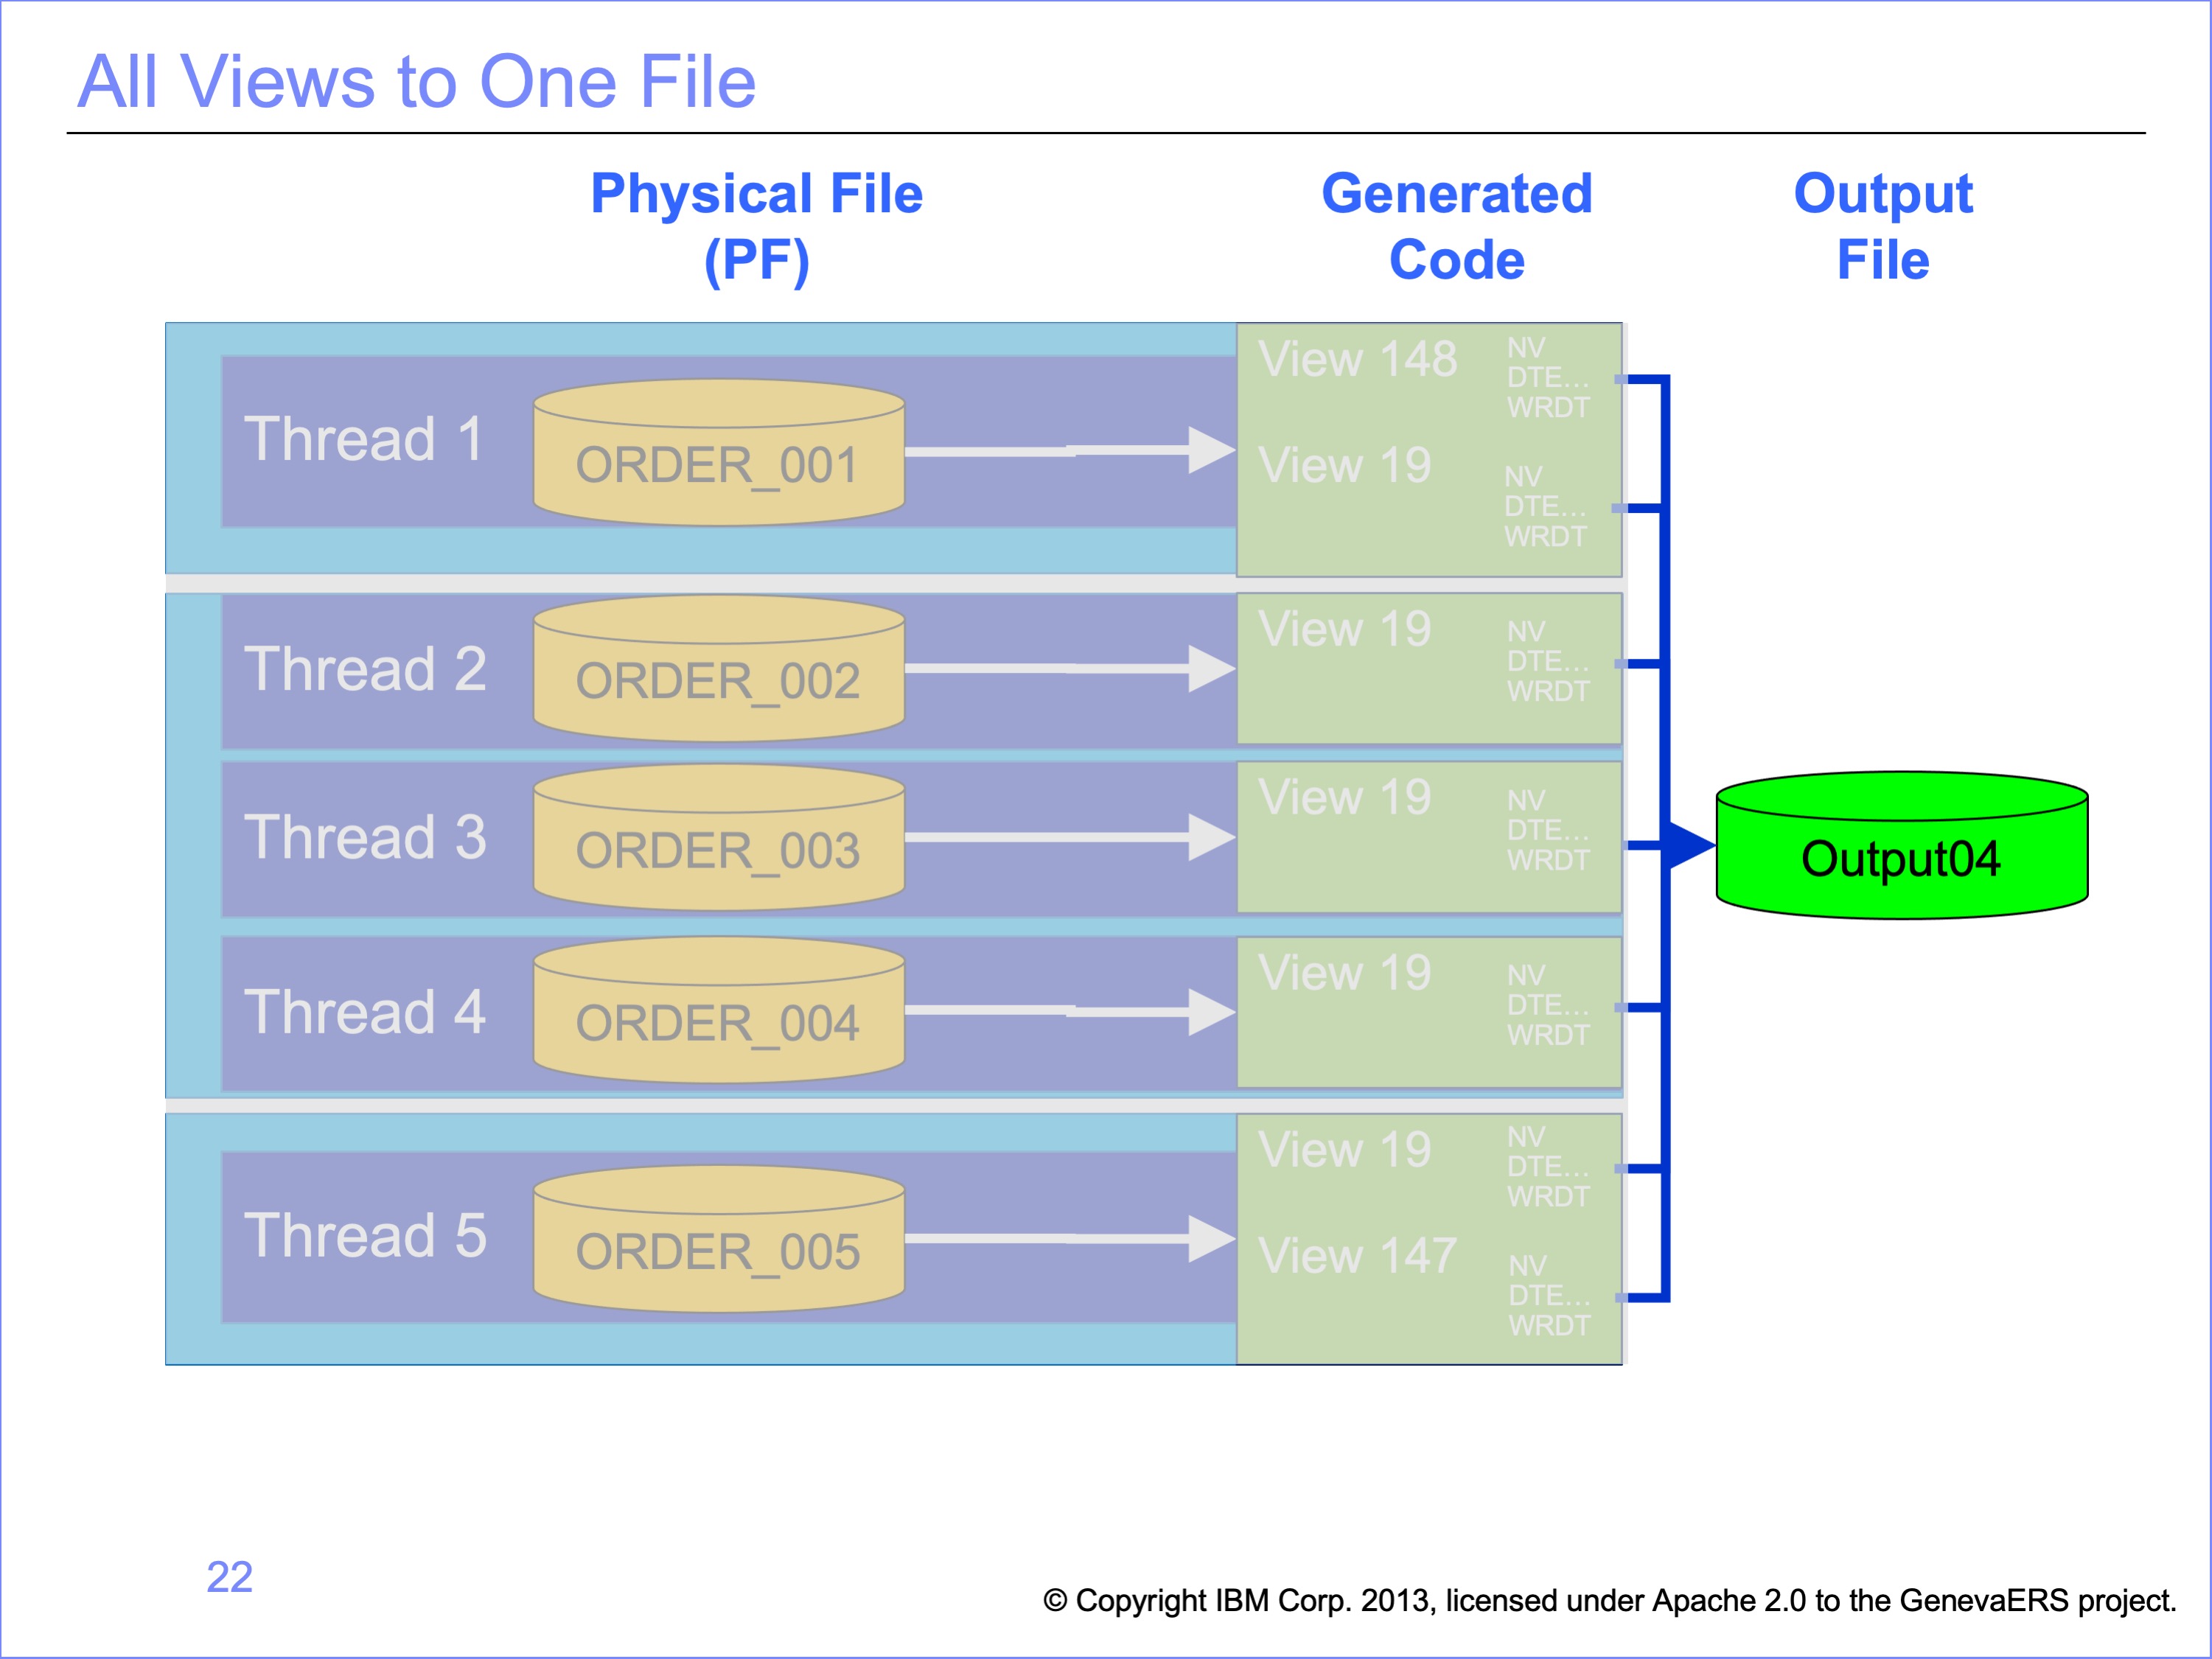 All Views to One File
Physical File
(PF)
Generated
Code
Output
File
Thread 1
ORDER_001
View 148
NV
DTE...
WRDT
View 19
NV
DTE...
WRDT
Thread 2
ORDER_002
View 19
NV
DTE...
WRDT
Thread 3
ORDER_003
View 19
NV
DTE...
WRDT
Output04
Thread 4
ORDER_004
View 19
NV
DTE...
WRDT
Thread 5
ORDER_005
View 19
NV
DTE...
WRDT
View 147
NV
DTE...
WRDT
22
© Copyright IBM Corp. 2013, licensed under Apache 2.0 to the GenevaERS project.